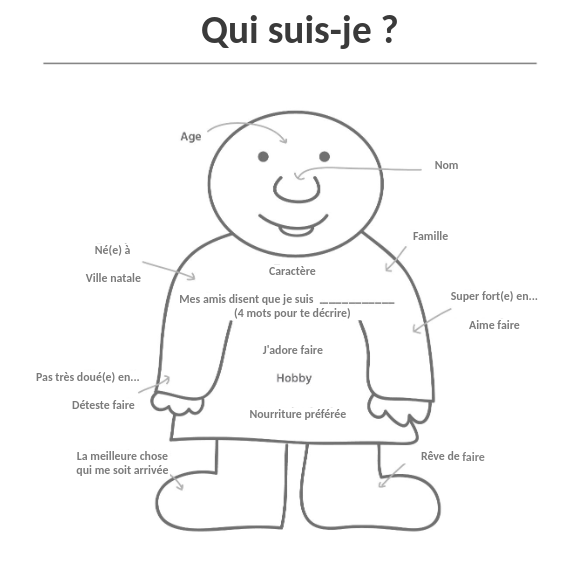 Qui suis-je ?
Age
Nom
Famille
Né(e) à
Ville natale
Caractère
Mes amis disent que je suis ___________
(4 mots pour te décrire)
Super fort(e) en...
Aime faire
J'adore faire
Hobby
Pas très doué(e) en...
Déteste faire
Nourriture préférée
La meilleure chose
qui me soit arrivée
Rêve de faire